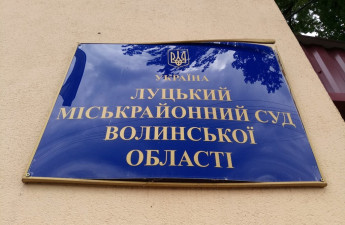 УКРАЇНА
ЛУЦЬКИЙ
МІСЬКРАЙОННИЙ СУД
ВОЛИНСЬКОЇ
ОБЛАСТІ